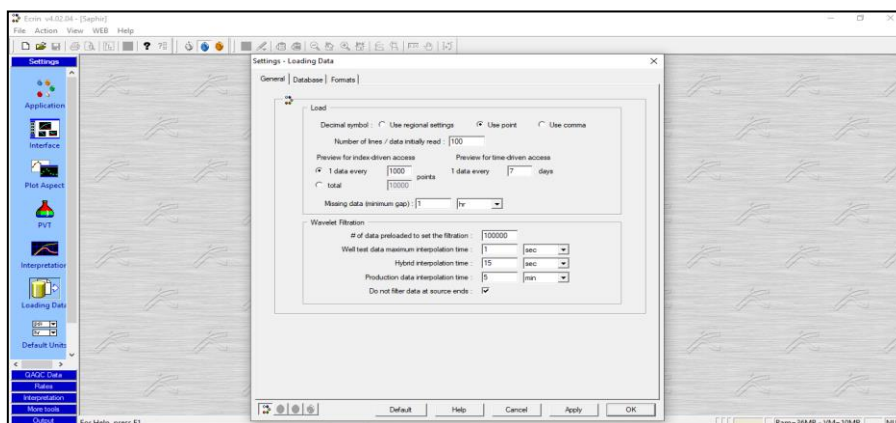 Ecrin v4.02.04 - [Saphir]
File Action View WEB Help
Settings
Application
Interface
Plot Aspect
PVT
Interpretation
Loading Data
Default Units
QAQC Data
Rates
Interpretation
More tools
Output
Settings - Loading Data
General Database Formats
Load
Decimal symbol : Use regional settings Use point Use comma
Number of lines / data initially read : 100
Preview for index-driven access Preview for time-driven access
1 data every 1000 points 1 data every 7 days
total 10000
Missing data (minimum gap) : 1 hr
Wavelet Filtration
# of data preloaded to set the filtration : 100000
Well test data maximum interpolation time : 1 sec
Hybrid interpolation time : 15 sec
Production data interpolation time : 5 min
Do not filter data at source ends :
Default Help Cancel Apply OK
For Help, press F1
Ram=36MB - VM=10MB